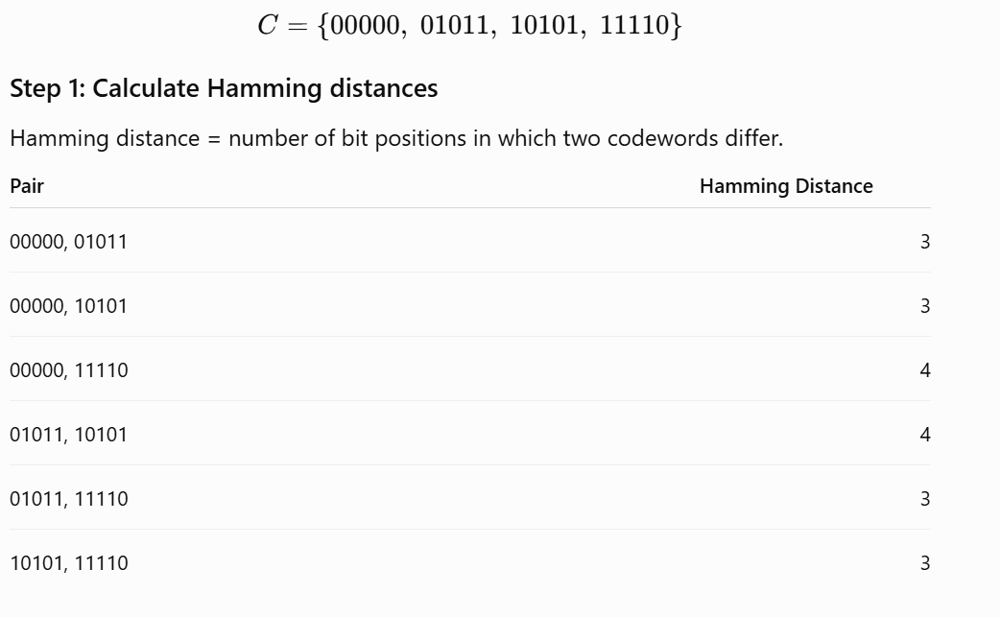 C = {00000, 01011, 10101, 11110}
Step 1: Calculate Hamming distances
Hamming distance = number of bit positions in which two codewords differ.
Pair Hamming Distance
00000, 01011 3
00000, 10101 3
00000, 11110 4
01011, 10101 4
01011, 11110 3
10101, 11110 3